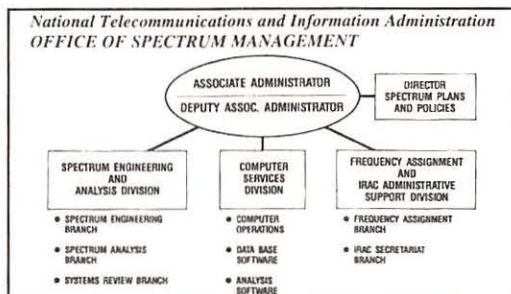 National Telecommunications and Information Administration
OFFICE OF SPECTRUM MANAGEMENT
ASSOCIATE ADMINISTRATOR
DEPUTY ASSOC. ADMINISTRATOR
DIRECTOR
SPECTRUM PLANS
AND POLICIES
SPECTRUM ENGINEERING
AND
ANALYSIS DIVISION
• SPECTRUM ENGINEERING
BRANCH
• SPECTRUM ANALYSIS
BRANCH
• SYSTEMS REVIEW BRANCH
COMPUTER
SERVICES
DIVISION
• COMPUTER
OPERATIONS
• DATA BASE
SOFTWARE
• ANALYSIS
SOFTWARE
FREQUENCY ASSIGNMENT
AND
IRAC ADMINISTRATIVE
SUPPORT DIVISION
• FREQUENCY ASSIGNMENT
BRANCH
• IRAC SECRETARIAT
BRANCH